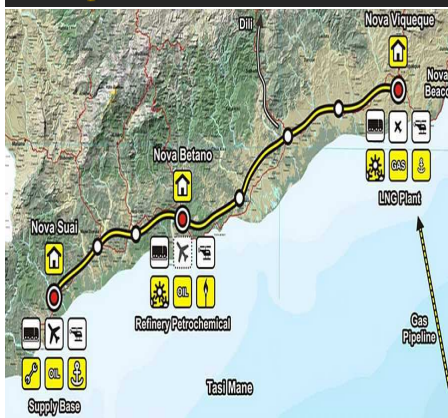 Dili
Nova Viqueque
Nova
Beaco
GAS
LNG Plant
Nova Betano
OIL
Refinery Petrochemical
Nova Suai
OIL
Supply Base
Gas
Pipeline
Tasi Mane